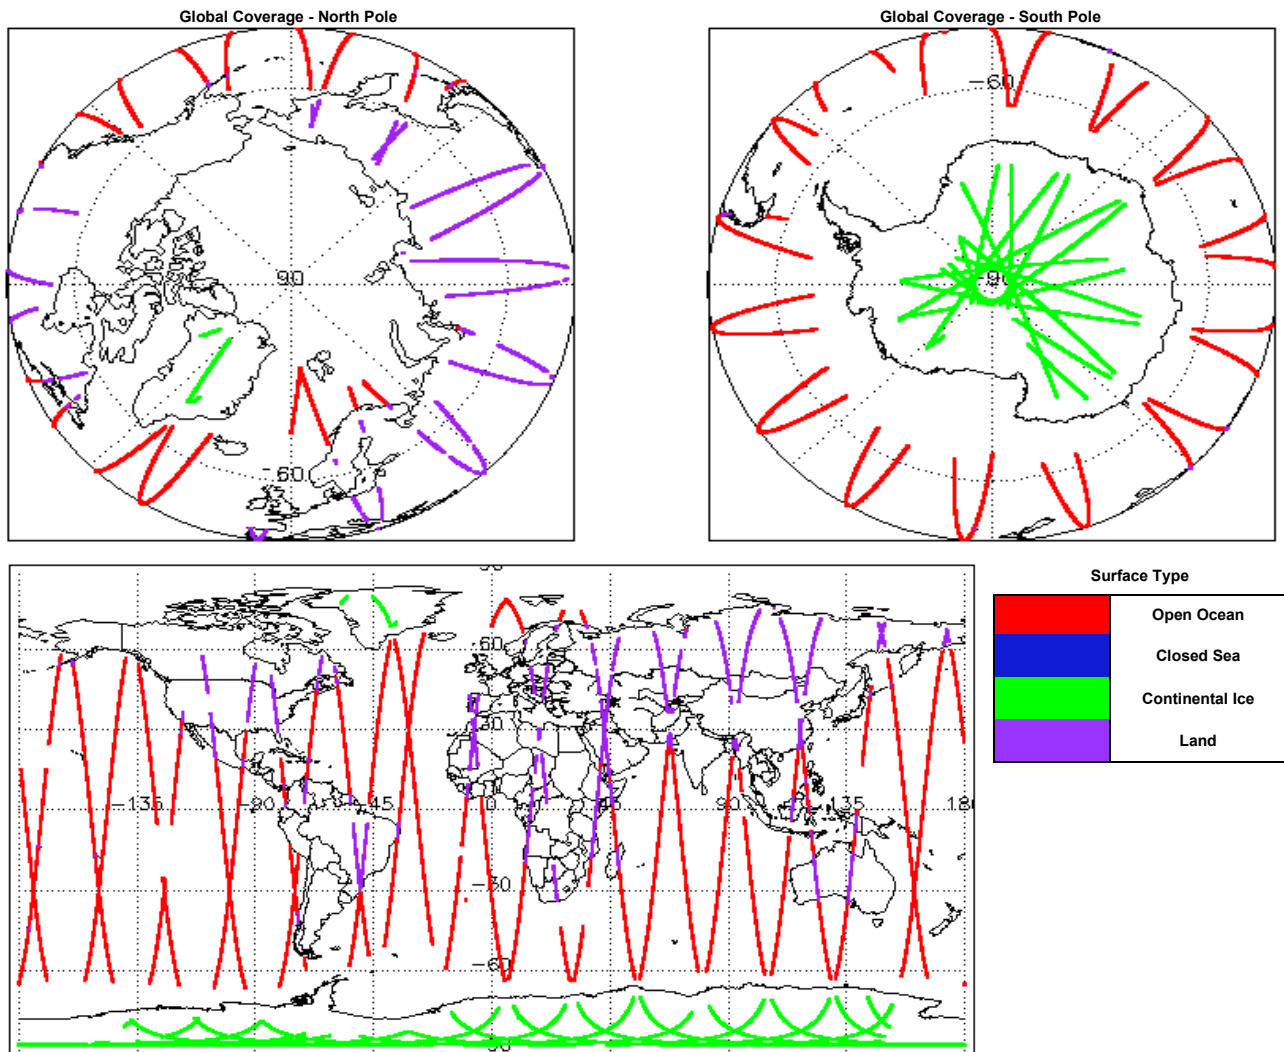 Global Coverage - North Pole
Global Coverage - South Pole
-60
90
-60
90
60
30
-135
-90
-45
0
45
90
135
180
-30
-60
Surface Type
Open Ocean
Closed Sea
Continental Ice
Land